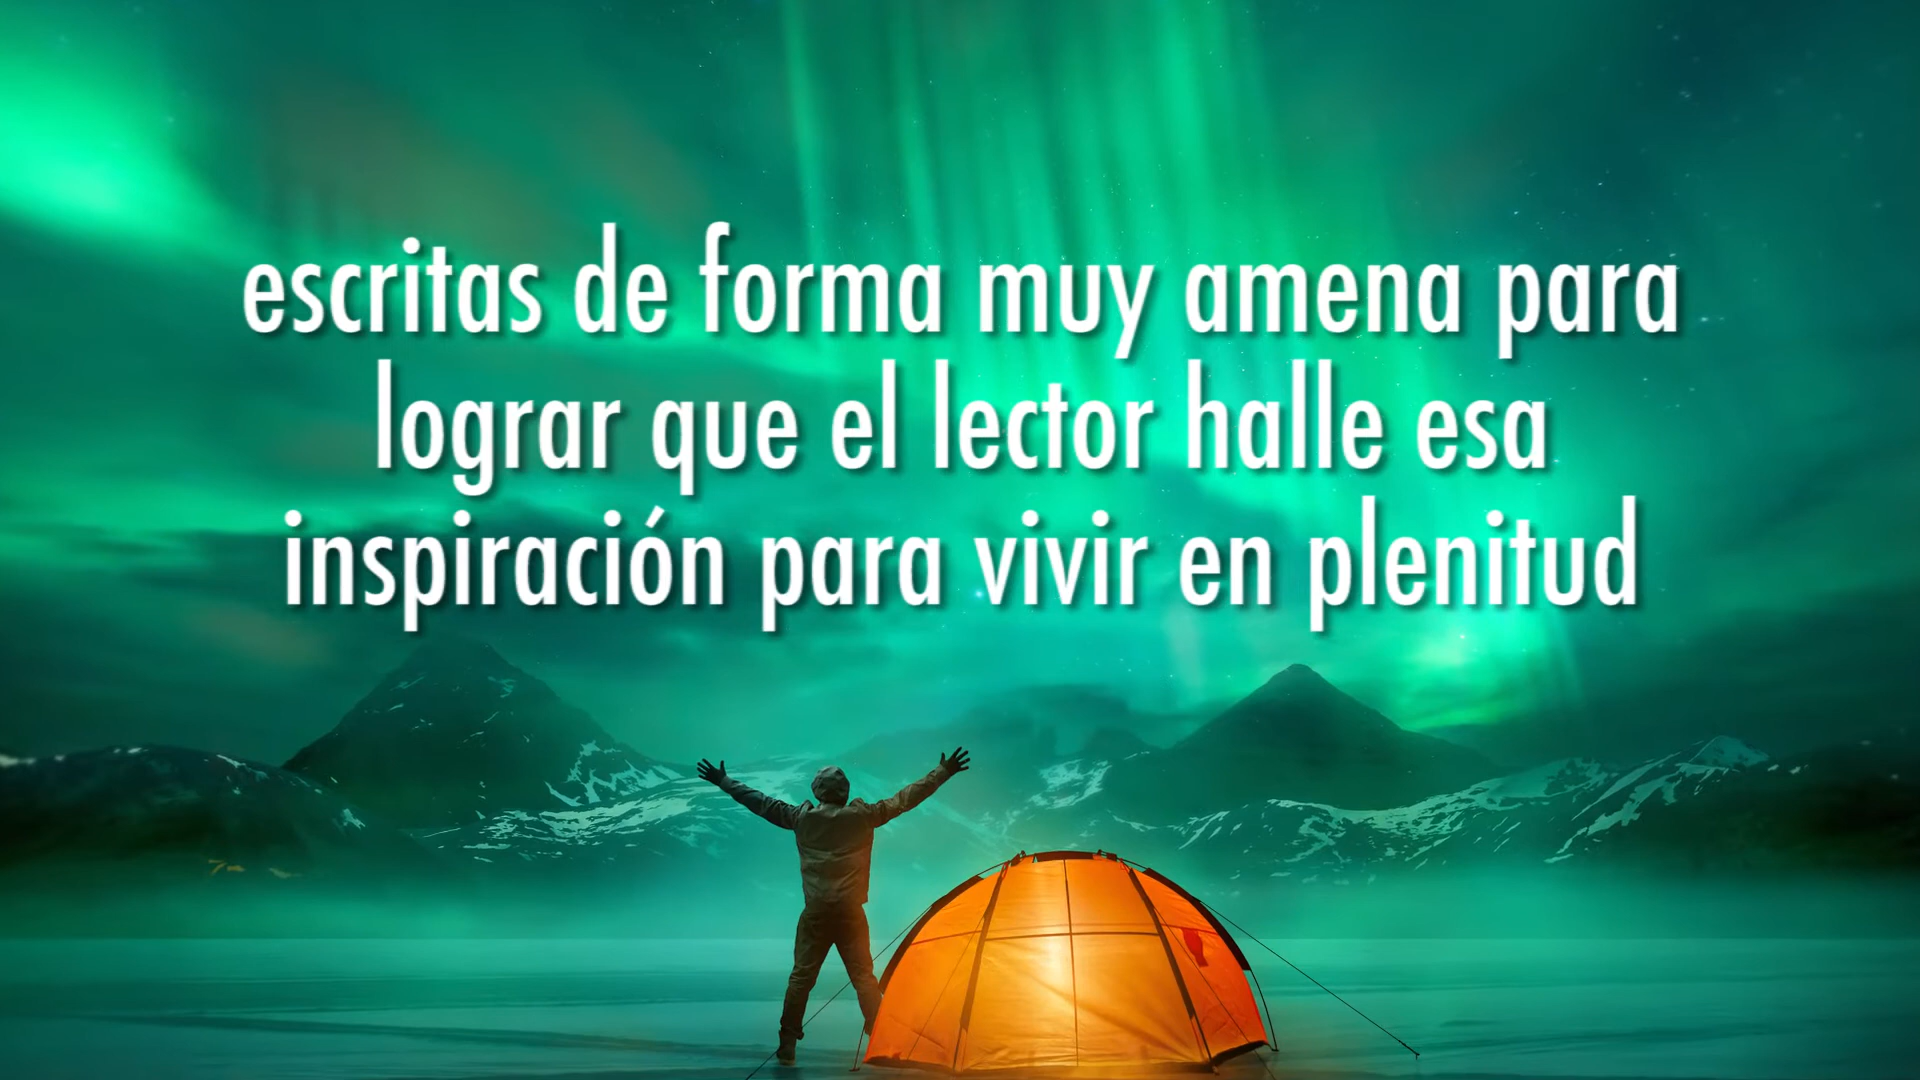 escritas de forma muy amena para
lograr que el lector halle esa
inspiración para vivir en plenitud